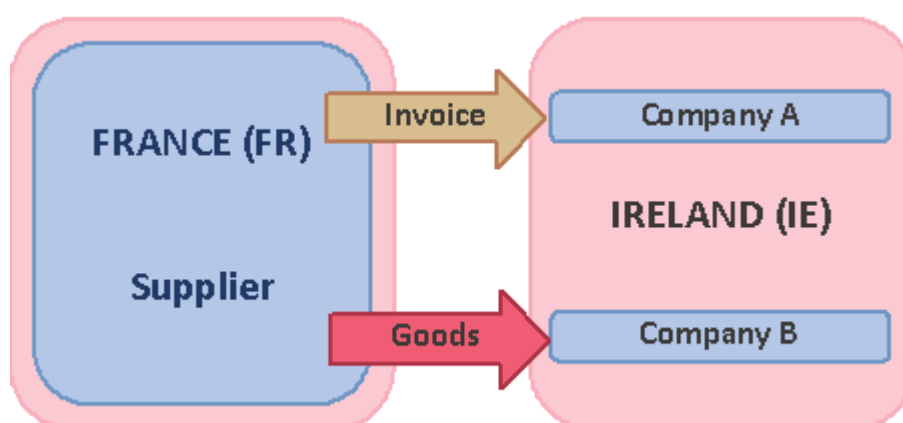 FRANCE (FR)
Supplier
Invoice
Goods
Company A
IRELAND (IE)
Company B